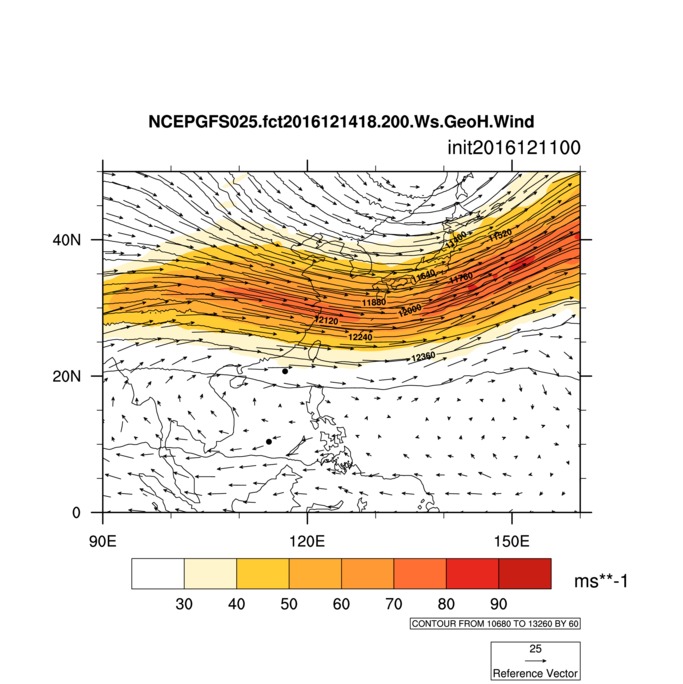 NCEPGFS025.fct2016121418.200.Ws.GeoH.Wind
init2016121100
40N
20N
0
90E 120E 150E
11400
11520
11640
11760
11880
12000
12120
12240
12360
30 40 50 60 70 80 90
ms**-1
CONTOUR FROM 10680 TO 13260 BY 60
25
Reference Vector